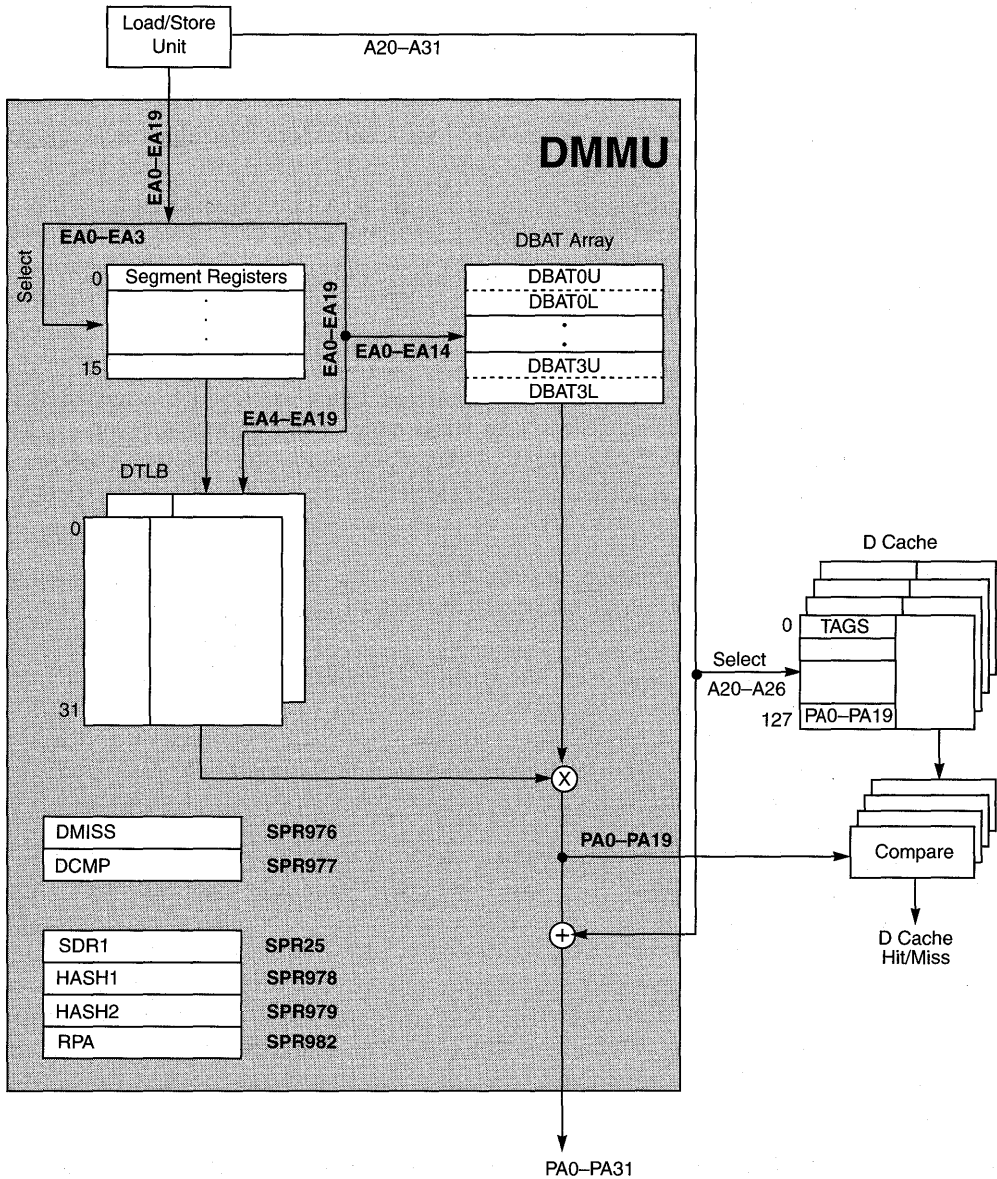 Load/Store
Unit
A20–A31
EA0–EA19
DMMU
EA0–EA3
Select
DBAT Array
0
Segment Registers
15
EA0–EA19
EA0–EA14
DBAT0U
DBAT0L
DBAT3U
DBAT3L
EA4–EA19
DTLB
0
31
D Cache
0
TAGS
Select
A20–A26
127
PA0–PA19
X
DMISS
SPR976
DCMP
SPR977
PA0–PA19
Compare
+
D Cache
Hit/Miss
SDR1
SPR25
HASH1
SPR978
HASH2
SPR979
RPA
SPR982
PA0–PA31